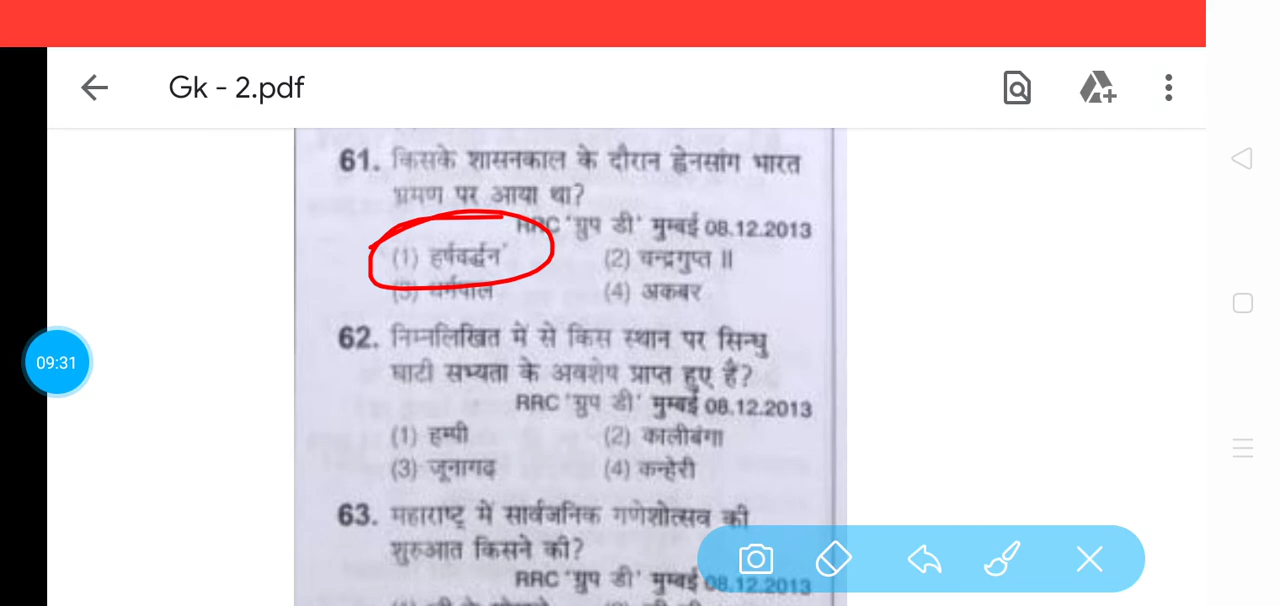 Gk - 2.pdf
61. किसके शासनकाल के दौरान ह्वेनसांग भारत
भ्रमण पर आया था?
RRC 'ग्रुप डी' मुम्बई 08.12.2013
(1) हर्षवर्द्धन (2) चन्द्रगुप्त II
(3) धर्मपाल (4) अकबर
62. निम्नलिखित में से किस स्थान पर सिन्धु
घाटी सभ्यता के अवशेष प्राप्त हुए हैं?
RRC 'ग्रुप डी' मुम्बई 08.12.2013
(1) हम्पी (2) कालीबंगा
(3) जूनागढ़ (4) कन्हेरी
09:31
63. महाराष्ट्र में सार्वजनिक गणेशोत्सव की
शुरुआत किसने की?
RRC 'ग्रुप डी' मुम्बई 08.12.2013